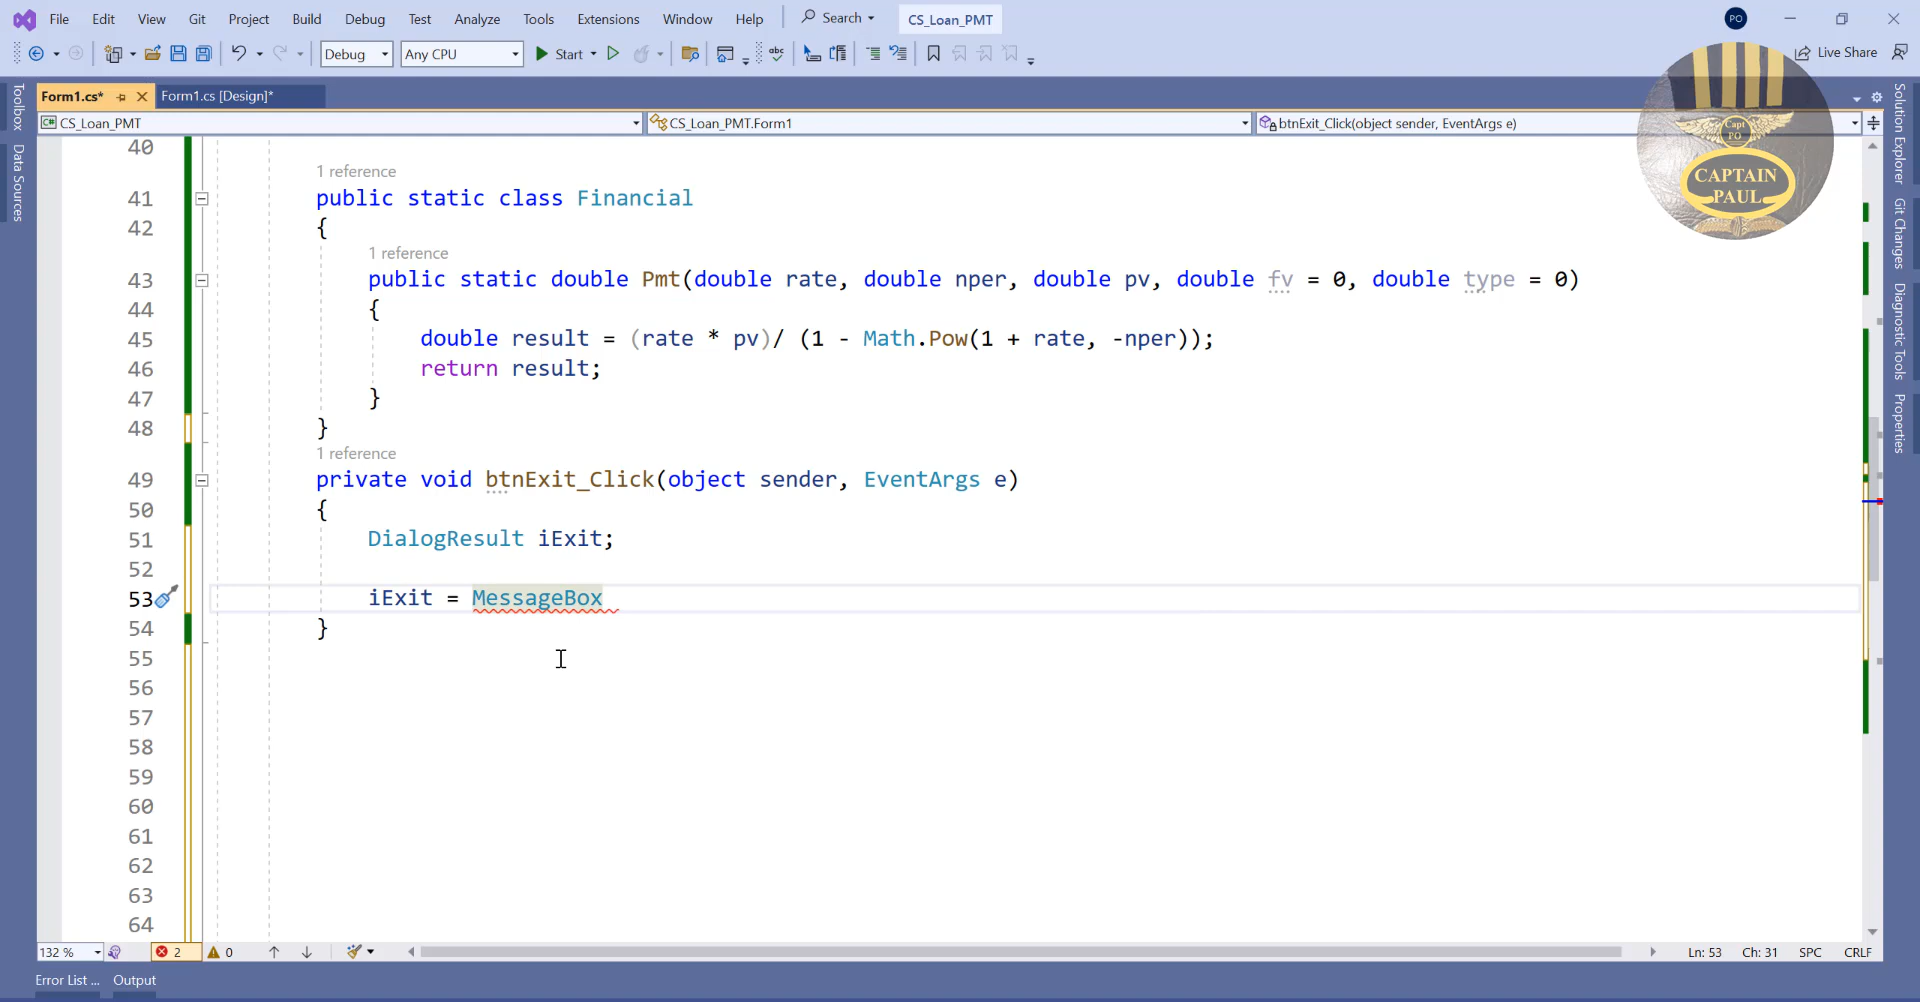 File Edit View Git Project Build Debug Test Analyze Tools Extensions Window Help Search CS_Loan_PMT PO
Debug Any CPU Start abc Live Share
Form1.cs* Form1.cs [Design]*
C# CS_Loan_PMT CS_Loan_PMT.Form1 btnExit_Click(object sender, EventArgs e)
Toolbox
Data Sources
Solution Explorer
Git Changes
Diagnostic Tools
Properties
Capt
PO
CAPTAIN
PAUL
40
1 reference
41 public static class Financial
42 {
1 reference
43 public static double Pmt(double rate, double nper, double pv, double fv = 0, double type = 0)
44 {
45 double result = (rate * pv)/ (1 - Math.Pow(1 + rate, -nper));
46 return result;
47 }
48 }
1 reference
49 private void btnExit_Click(object sender, EventArgs e)
50 {
51 DialogResult iExit;
52
53 iExit = MessageBox
54 }
55
56
57
58
59
60
61
62
63
64
132 % 2 0 Ln: 53 Ch: 31 SPC CRLF
Error List ... Output